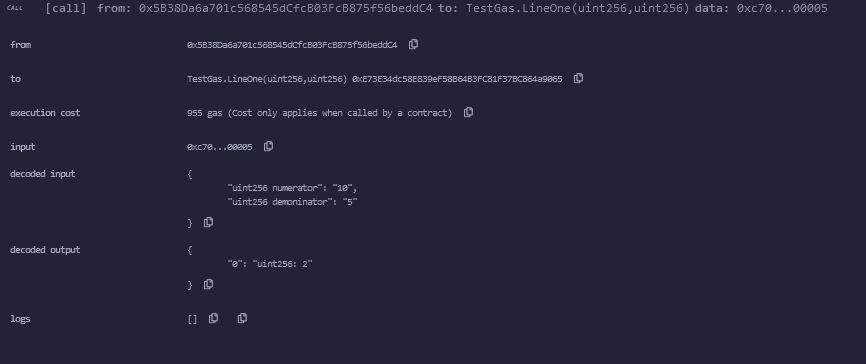 CALL [call] from: 0x5B38Da6a701c568545dCfcB03FcB875f56beddC4 to: TestGas.LineOne(uint256,uint256) data: 0xc70...00005
from 0x5B38Da6a701c568545dCfcB03FcB875f56beddC4
to TestGas.LineOne(uint256,uint256) 0xE73E34dc58E839eF58B64B3FC81F37BC864a9065
execution cost 955 gas (Cost only applies when called by a contract)
input 0xc70...00005
decoded input {
"uint256 numerator": "10",
"uint256 demoninator": "5"
}
decoded output {
"0": "uint256: 2"
}
logs []